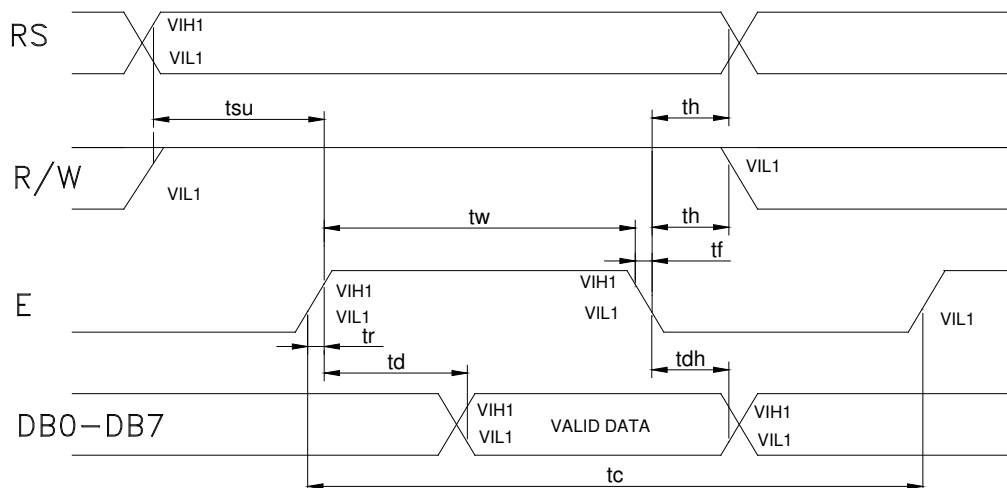 RS
VIH1
VIL1
tsu
th
R/W
VIL1
VIL1
tw
th
tf
E
VIH1
VIL1
VIH1
VIL1
VIL1
tr
td
tdh
DB0-DB7
VIH1
VIL1
VALID DATA
VIH1
VIL1
tc